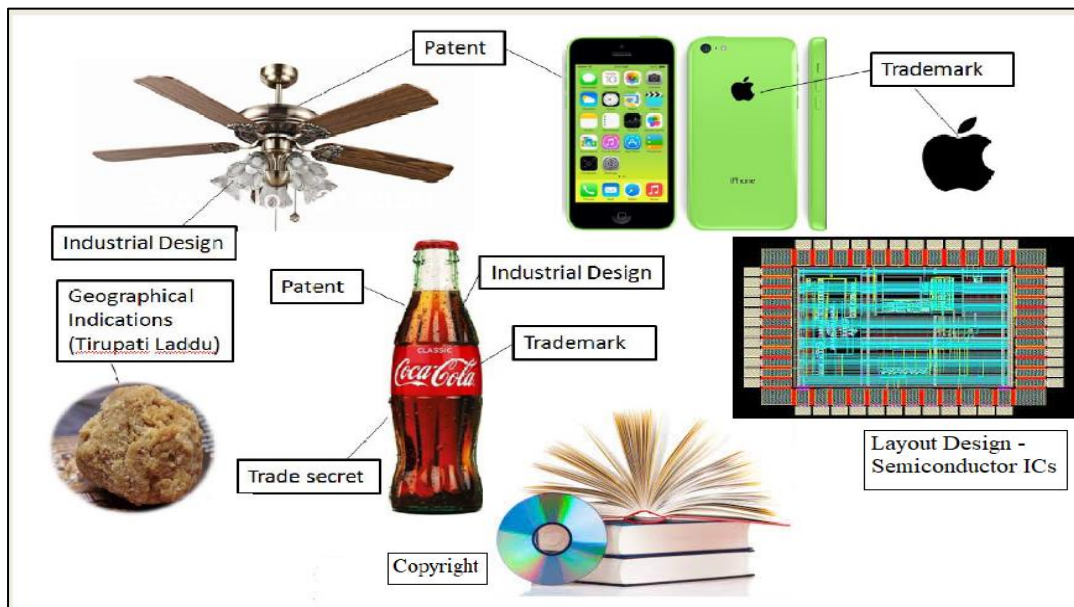 Patent
Trademark
iPhone
Industrial Design
Geographical
Indications
(Tirupati Laddu)
Patent
Industrial Design
CLASSIC
Coca-Cola
Trademark
Trade secret
Layout Design -
Semiconductor ICs
Copyright